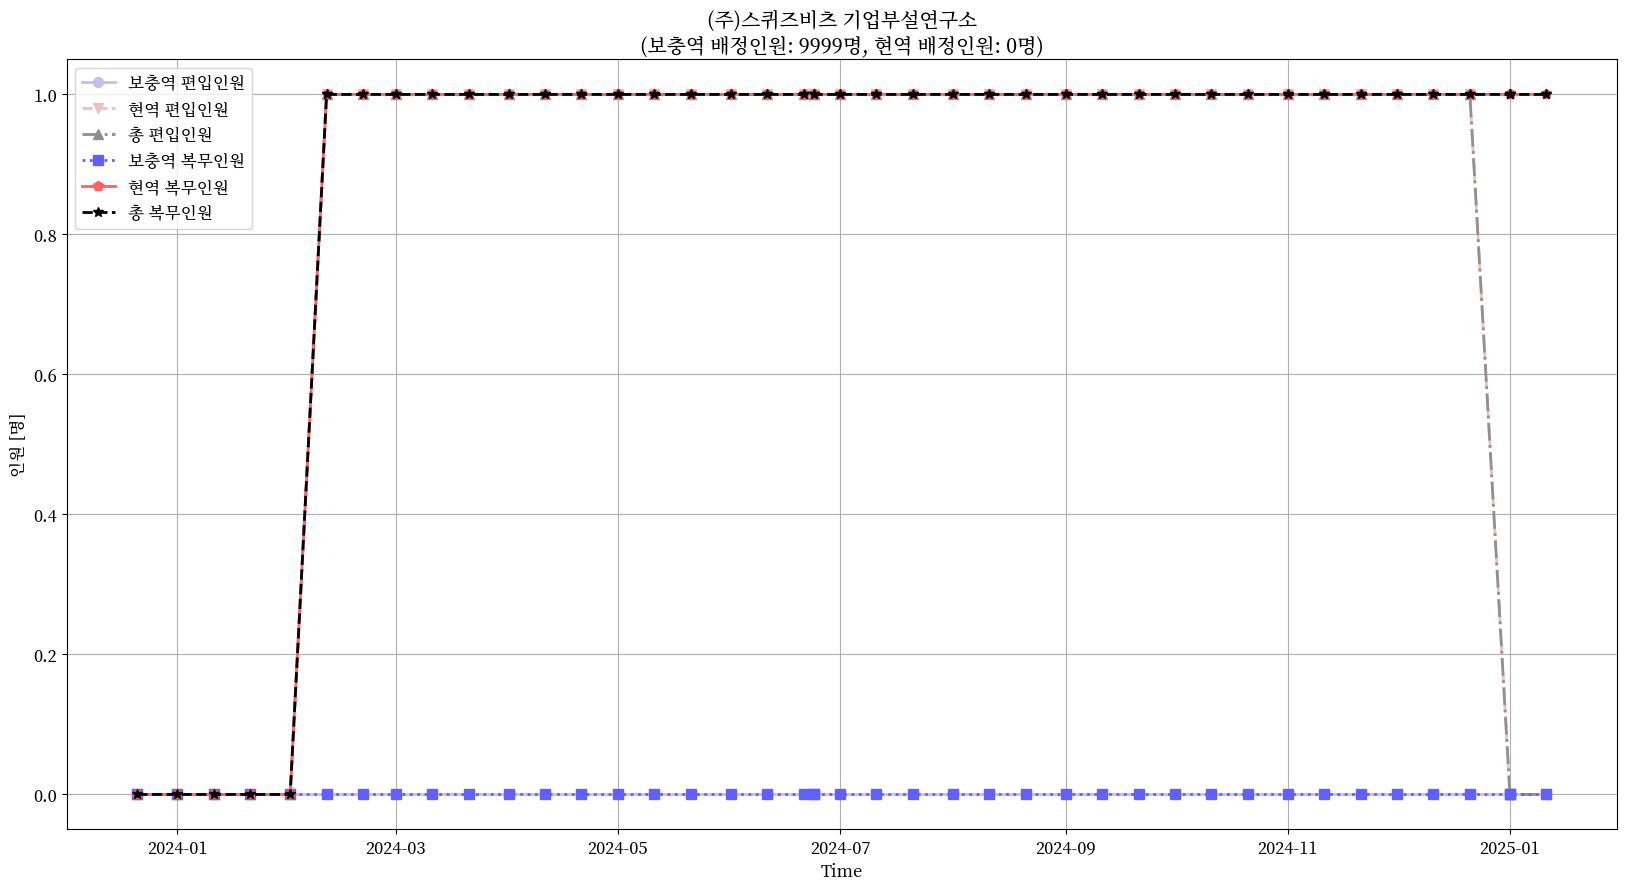 (주)스퀴즈비츠 기업부설연구소
(보충역 배정인원: 9999명, 현역 배정인원: 0명)
보충역 편입인원
현역 편입인원
총 편입인원
보충역 복무인원
현역 복무인원
총 복무인원
1.0
0.8
0.6
0.4
0.2
0.0
인원 [명]
2024-01
2024-03
2024-05
2024-07
2024-09
2024-11
2025-01
Time